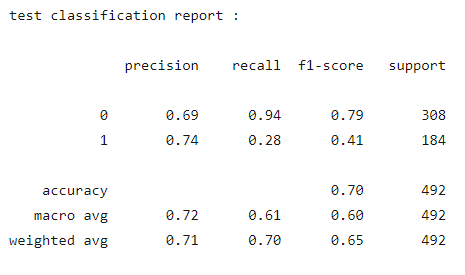 test classification report :
precision recall f1-score support
0 0.69 0.94 0.79 308
1 0.74 0.28 0.41 184
accuracy 0.70 492
macro avg 0.72 0.61 0.60 492
weighted avg 0.71 0.70 0.65 492